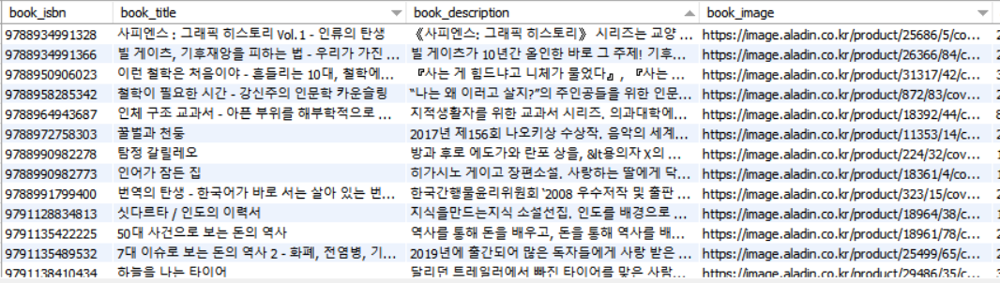 book_isbn book_title book_description book_image
9788934991328 사피엔스 : 그래픽 히스토리 Vol.1 - 인류의 탄생 《사피엔스: 그래픽 히스토리》 시리즈는 교양 ... https://image.aladin.co.kr/product/25686/5/co...
9788934991366 빌 게이츠, 기후재앙을 피하는 법 - 우리가 가진 ... 빌 게이츠가 10년간 몰인한 바로 그 주제! 기후... https://image.aladin.co.kr/product/26366/84/c...
9788950906023 이런 철학은 처음이야 - 흔들리는 10대, 철학에... 『사는 게 힘드냐고 니체가 물었다』, 『사는 ... https://image.aladin.co.kr/product/31317/42/c...
9788958285342 철학이 필요한 시간 - 강신주의 인문학 카운슬링 “나는 왜 이러고 살지?”의 주인공들을 위한 인문... https://image.aladin.co.kr/product/872/83/cov...
9788964943687 인체 구조 교과서 - 아픈 부위를 해부학적으로 ... 지적생활자를 위한 교과서 시리즈. 의과대학에... https://image.aladin.co.kr/product/18392/44/c...
9788972758303 꿀벌과 천둥 2017년 제156회 나오키상 수상작. 음악의 세계... https://image.aladin.co.kr/product/11353/14/c...
9788990982278 탐정 갈릴레오 방과 후로 에도가와 란포 상을, &lt용의자 X의 ... https://image.aladin.co.kr/product/224/32/cov...
9788990982773 인어가 잠든 집 히가시노 게이고 장편소설. 사랑하는 딸에게 닥... https://image.aladin.co.kr/product/18361/4/co...
9788991799400 번역의 탄생 - 한국어가 바로 서는 살아 있는 번... 한국간행물윤리위원회 '2008 우수저작 및 출판 ... https://image.aladin.co.kr/product/323/15/cov...
9791128834813 싯다르타 / 인도의 이력서 지식을만드는지식 소설선집. 인도를 배경으로 ... https://image.aladin.co.kr/product/18964/38/c...
9791135422225 50대 사건으로 보는 돈의 역사 역사를 통해 돈을 배우고, 돈을 통해 역사를 배... https://image.aladin.co.kr/product/18961/78/c...
9791135489532 7대 이슈로 보는 돈의 역사 2 - 화폐, 전염병, 기... 2019년에 출간되어 많은 독자들에게 사랑 받은 ... https://image.aladin.co.kr/product/25499/65/c...
9791138410434 하늘을 나는 타이어 달리던 트레일러에서 빠진 타이어를 맞은 사람... https://image.aladin.co.kr/product/29486/35/c...